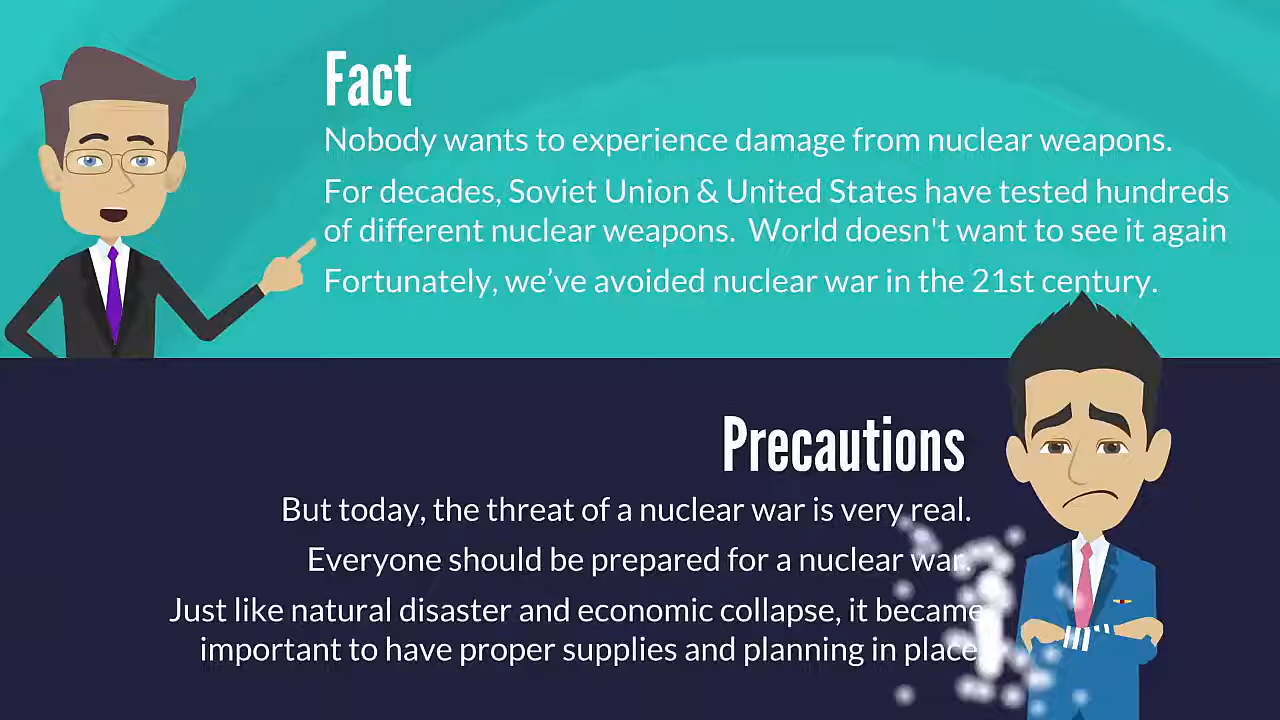 Fact
Nobody wants to experience damage from nuclear weapons.
For decades, Soviet Union & United States have tested hundreds
of different nuclear weapons.  World doesn't want to see it again
Fortunately, we’ve avoided nuclear war in the 21st century.
Precautions
But today, the threat of a nuclear war is very real.
Everyone should be prepared for a nuclear war.
Just like natural disaster and economic collapse, it became
important to have proper supplies and planning in place